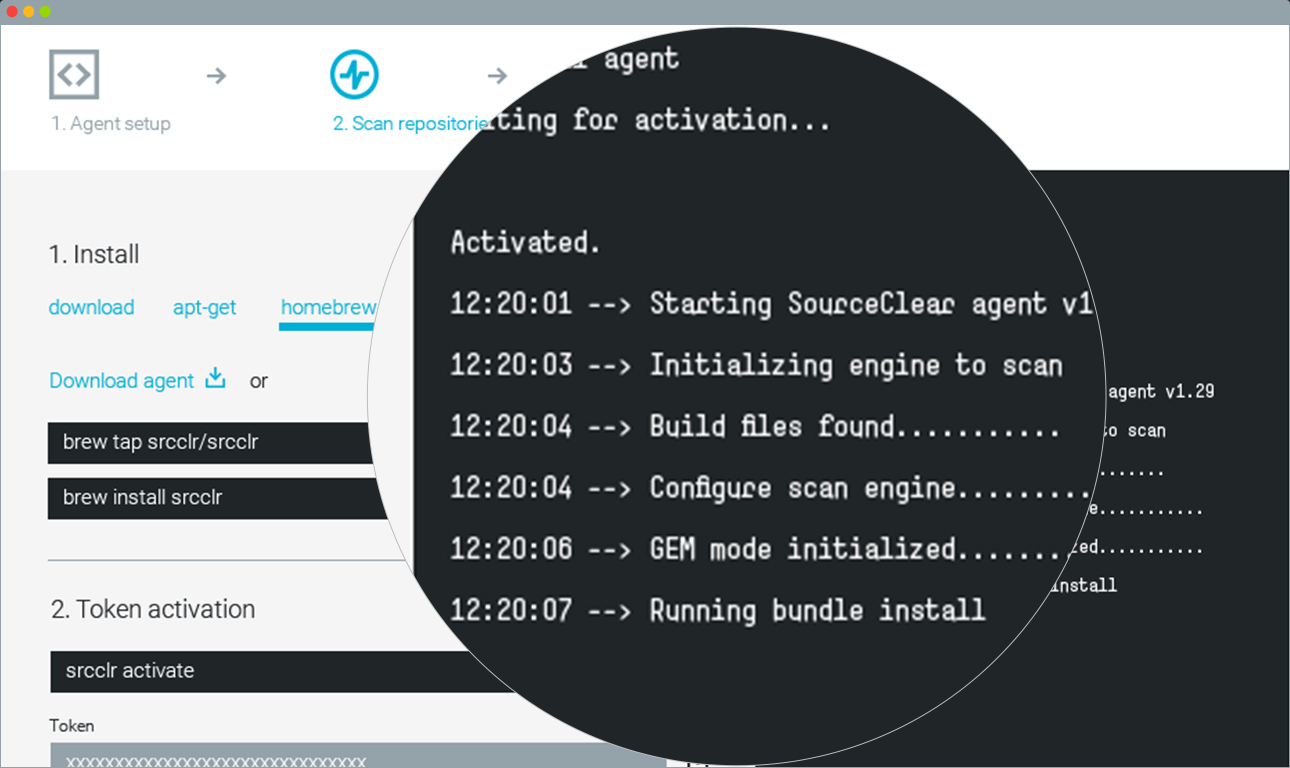 1. Agent setup
2. Scan repositorie
1. Install
download apt-get homebrew
Download agent or
brew tap srcclr/srcclr
brew install srcclr
2. Token activation
srcclr activate
Token
xxxxxxxxxxxxxxxxxxxxxxxxxxxxxx
agent
ting for activation...
Activated.
12:20:01 --> Starting SourceClear agent v1
12:20:03 --> Initializing engine to scan
12:20:04 --> Build files found...........
12:20:04 --> Configure scan engine.........
12:20:06 --> GEM mode initialized.......
12:20:07 --> Running bundle install
agent v1.29
to scan
.......
e...........
ed...........
install